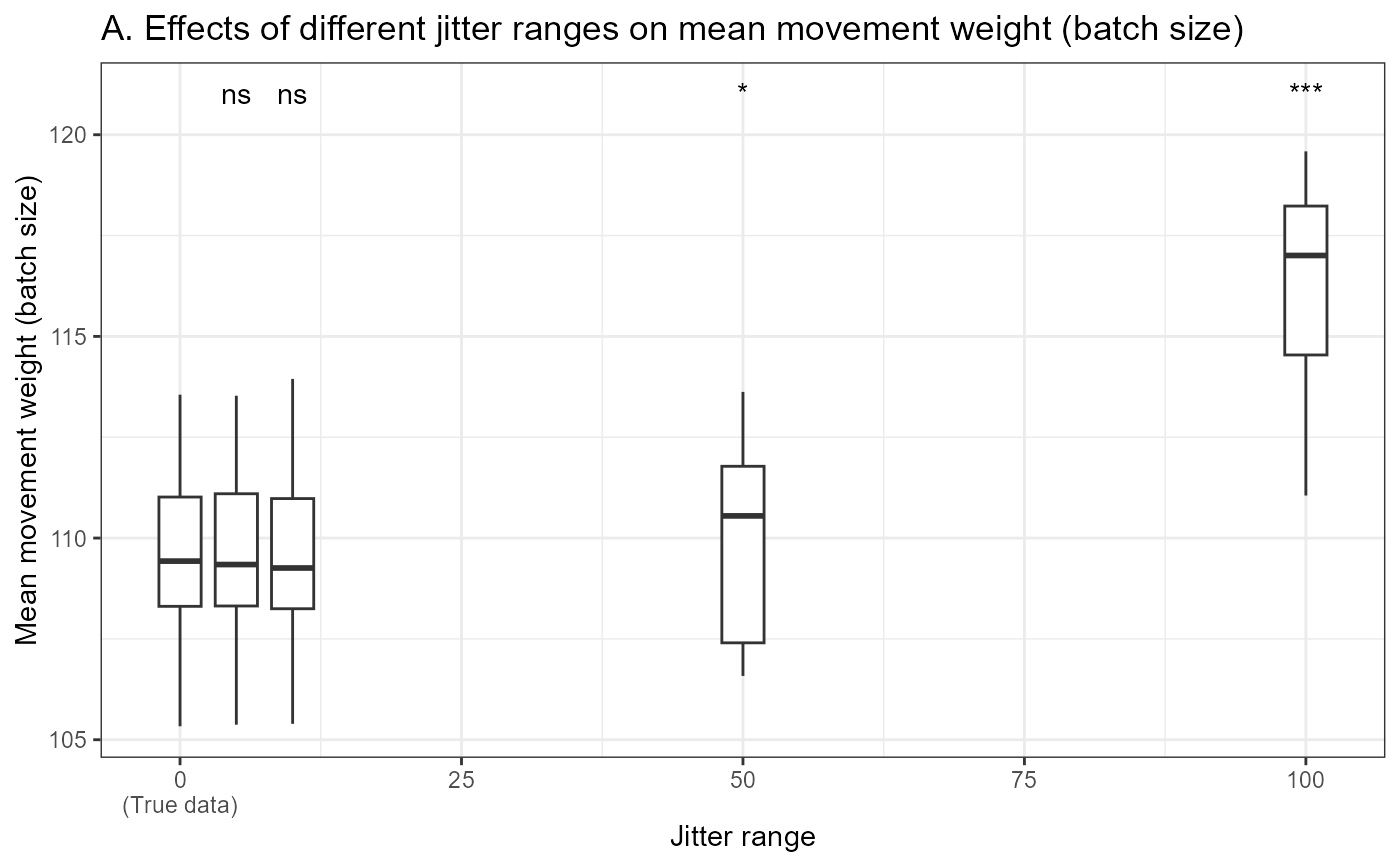 A. Effects of different jitter ranges on mean movement weight (batch size)
ns ns * ***
Mean movement weight (batch size)
120
115
110
105
0 25 50 75 100
(True data)
Jitter range